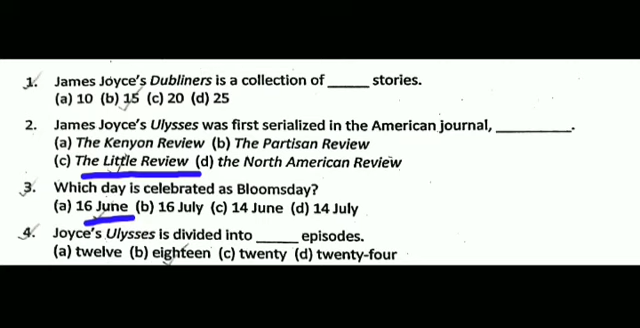 1. James Joyce's Dubliners is a collection of _____ stories.
(a) 10 (b) 15 (c) 20 (d) 25
2. James Joyce's Ulysses was first serialized in the American journal, _________.
(a) The Kenyon Review (b) The Partisan Review
(c) The Little Review (d) the North American Review
3. Which day is celebrated as Bloomsday?
(a) 16 June (b) 16 July (c) 14 June (d) 14 July
4. Joyce's Ulysses is divided into _____ episodes.
(a) twelve (b) eighteen (c) twenty (d) twenty-four